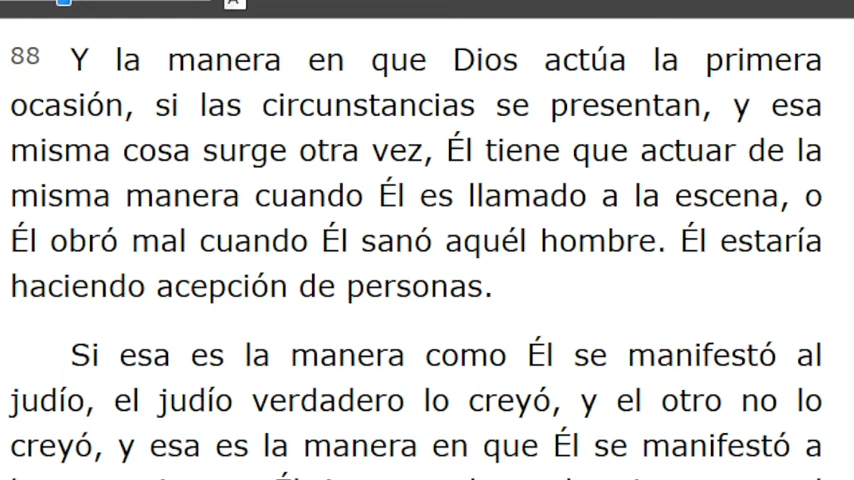 88 Y la manera en que Dios actúa la primera
ocasión, si las circunstancias se presentan, y esa
misma cosa surge otra vez, Él tiene que actuar de la
misma manera cuando Él es llamado a la escena, o
Él obró mal cuando Él sanó aquél hombre. Él estaría
haciendo acepción de personas.
Si esa es la manera como Él se manifestó al
judío, el judío verdadero lo creyó, y el otro no lo
creyó, y esa es la manera en que Él se manifestó a